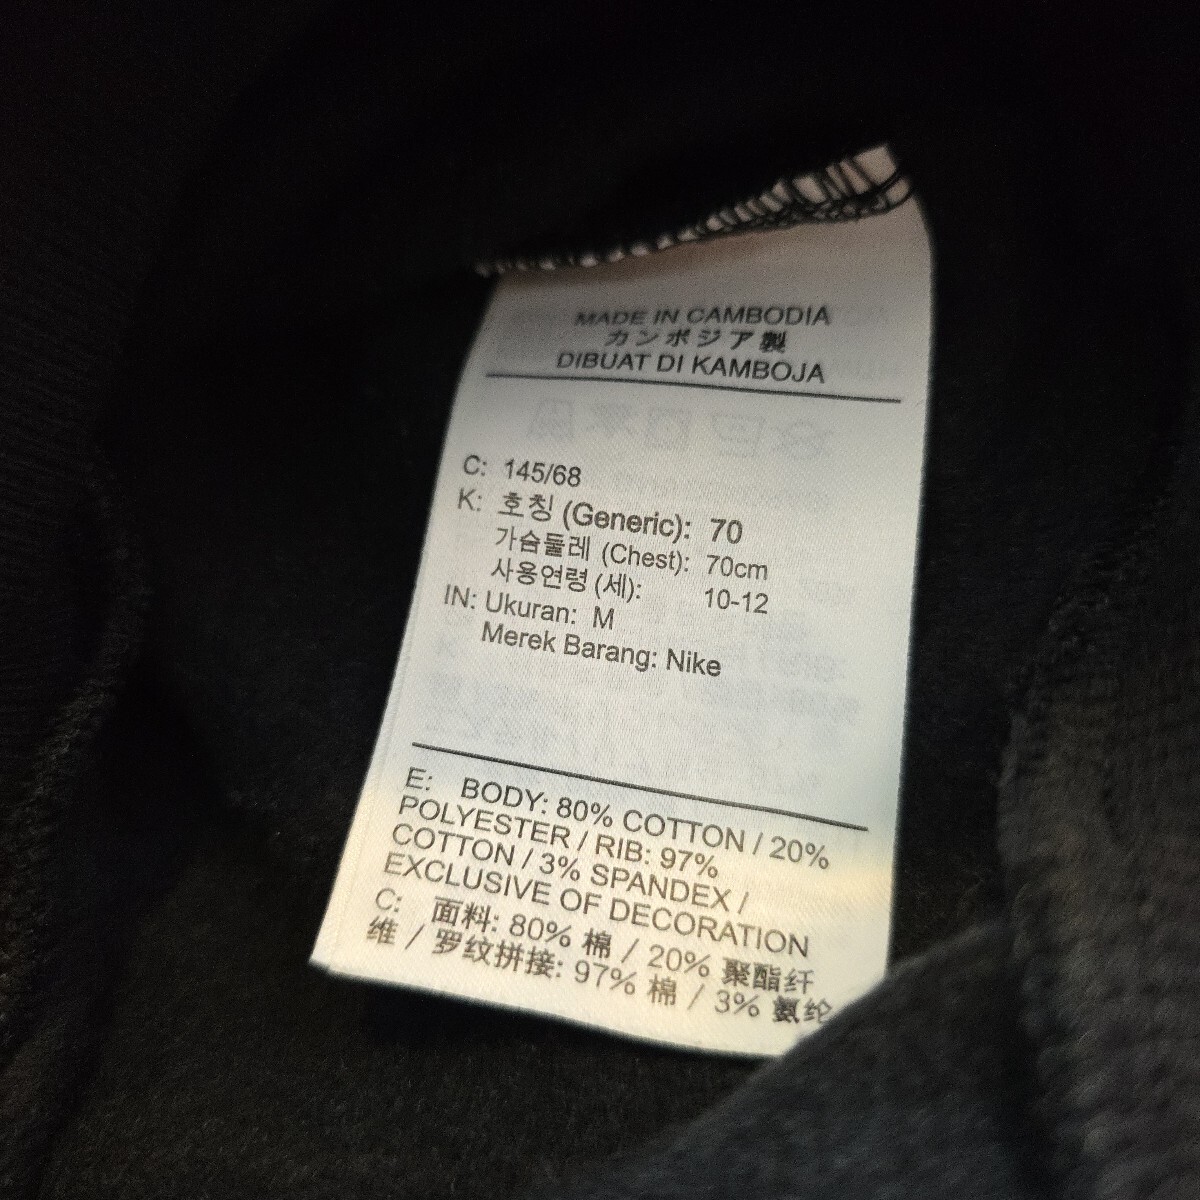 MADE IN CAMBODIA
カンボジア製
DIBUAT DI KAMBOJA
C: 145/68
K: 호칭 (Generic): 70
가슴둘레 (Chest): 70cm
사용연령 (세): 10-12
IN: Ukuran: M
Merek Barang: Nike
E: BODY: 80% COTTON / 20%
POLYESTER / RIB: 97%
COTTON / 3% SPANDEX /
EXCLUSIVE OF DECORATION
C: 面料: 80% 棉 / 20% 聚酯纤
维 / 罗纹拼接: 97% 棉 / 3% 氨纶